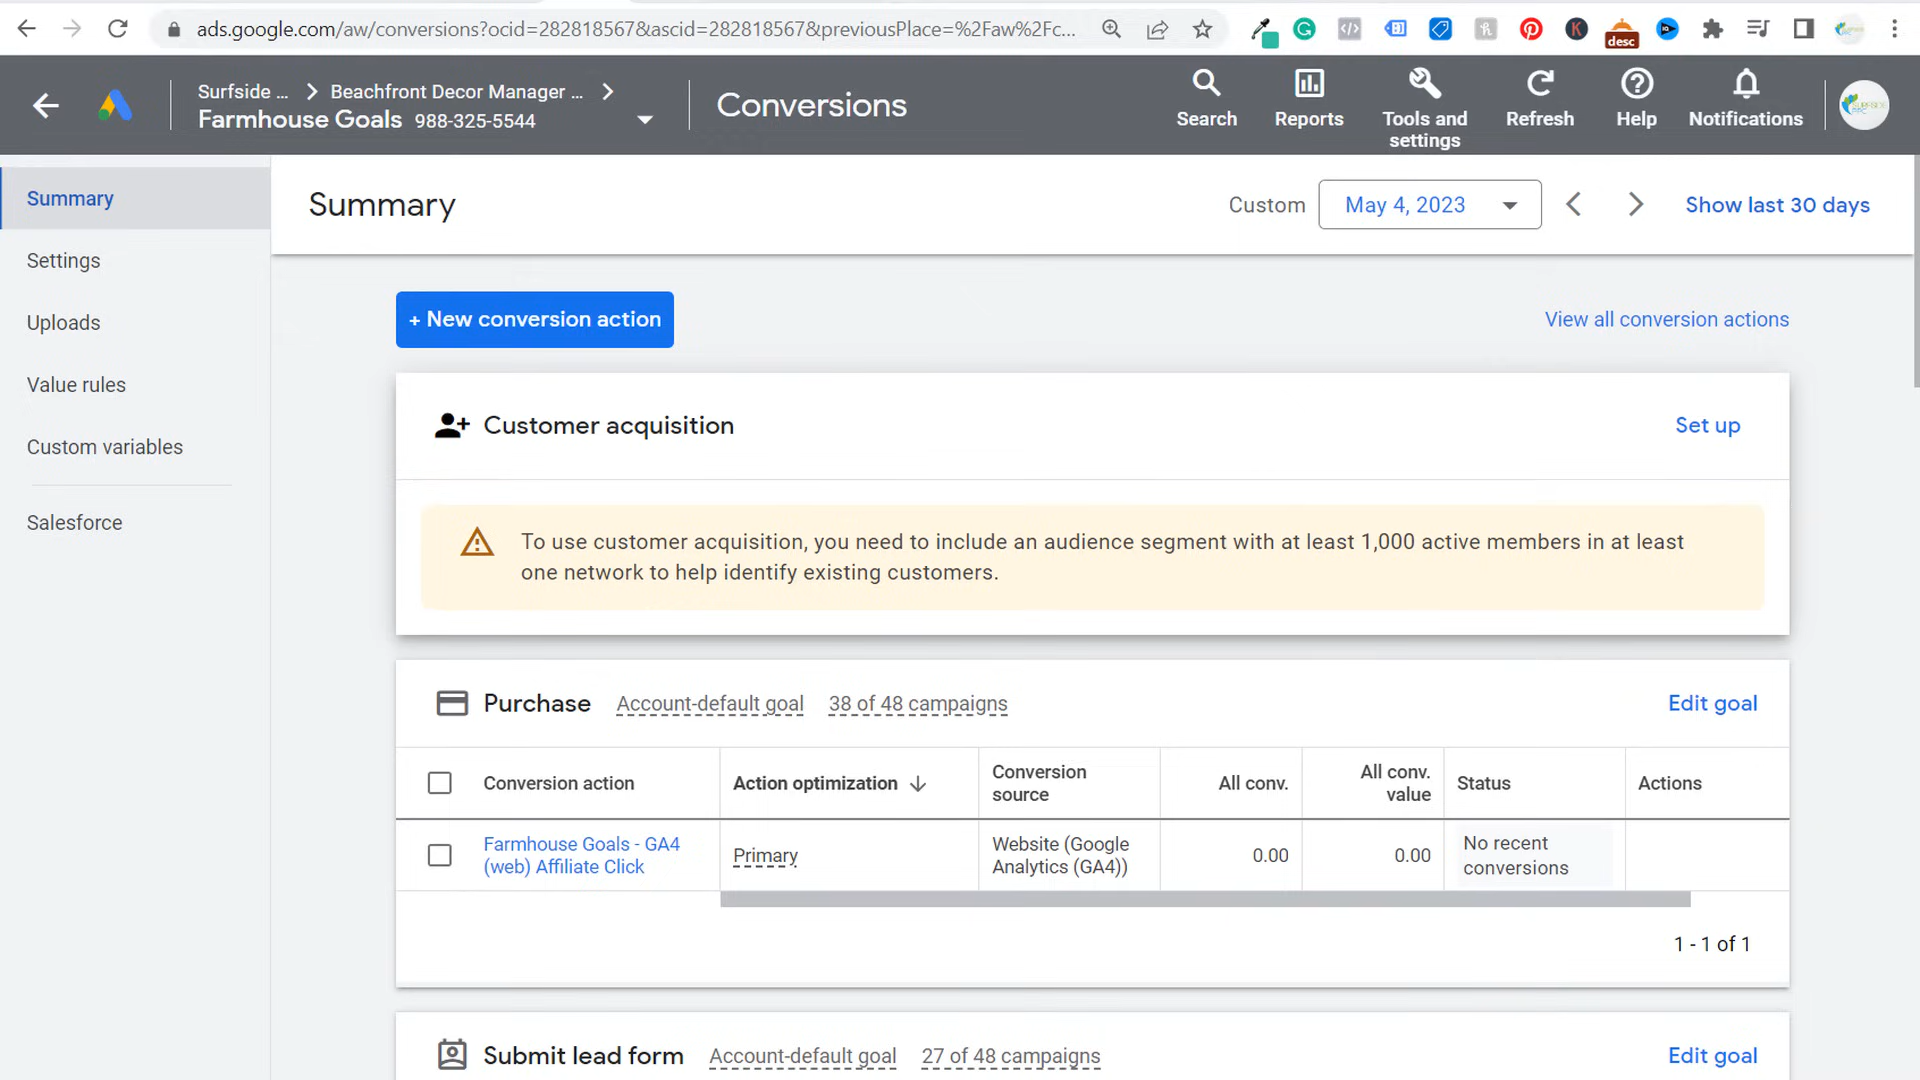 ads.google.com/aw/conversions?ocid=282818567&ascid=282818567&previousPlace=%2Faw%2Fc...
desc
Surfside ... Beachfront Decor Manager ...
Farmhouse Goals 988-325-5544
Conversions
Search
Reports
Tools and
settings
Refresh
Help
Notifications
Summary
Settings
Uploads
Value rules
Custom variables
Salesforce
Summary
Custom
May 4, 2023
Show last 30 days
+ New conversion action
View all conversion actions
Customer acquisition
Set up
To use customer acquisition, you need to include an audience segment with at least 1,000 active members in at least
one network to help identify existing customers.
Purchase Account-default goal 38 of 48 campaigns
Edit goal
Conversion action
Action optimization
Conversion
source
All conv.
All conv.
value
Status
Actions
Farmhouse Goals - GA4
(web) Affiliate Click
Primary
Website (Google
Analytics (GA4))
0.00
0.00
No recent
conversions
1 - 1 of 1
Submit lead form Account-default goal 27 of 48 campaigns
Edit goal